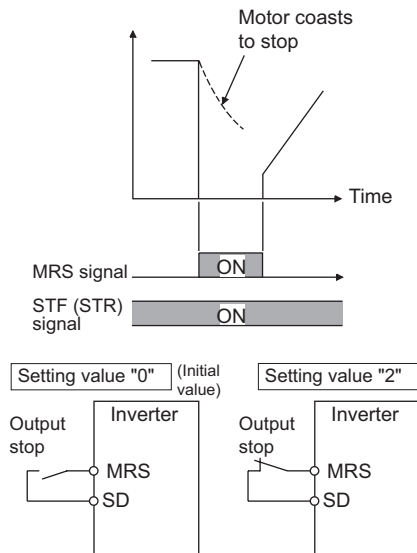 Motor coasts
to stop
Time
MRS signal
ON
STF (STR)
signal
ON
Setting value "0"
(Initial
value)
Inverter
Output
stop
MRS
SD
Setting value "2"
Inverter
Output
stop
MRS
SD